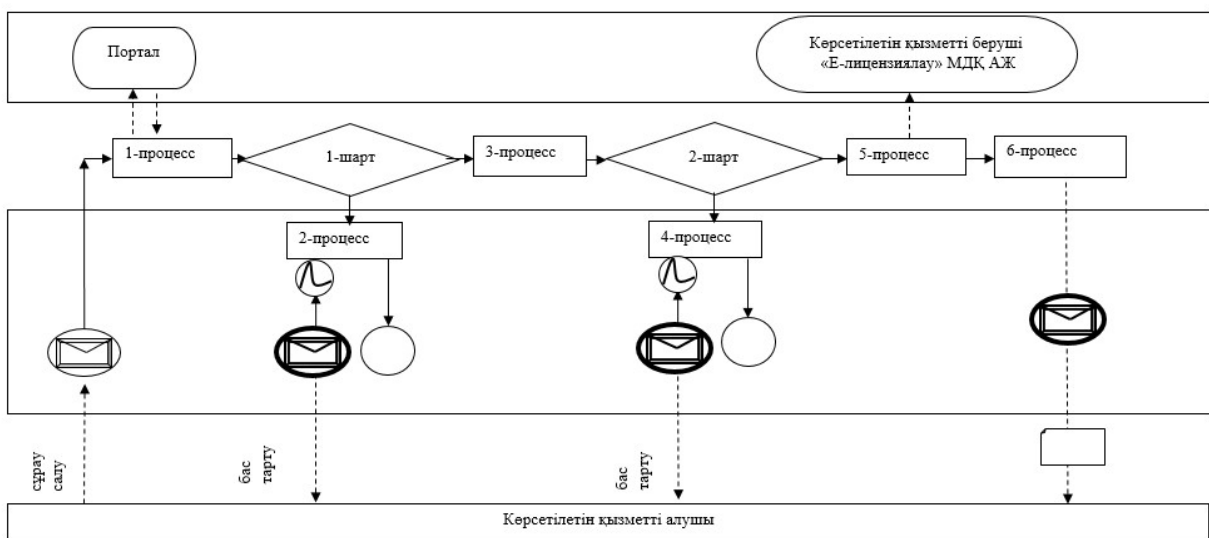 Портал
Көрсетілетін қызметті беруші
«Е-лицензиялау» МДҚ АЖ
1-процесс
1-шарт
3-процесс
2-шарт
5-процесс
6-процесс
2-процесс
4-процесс
сұрау
салу
бас
тарту
бас
тарту
Көрсетілетін қызметті алушы